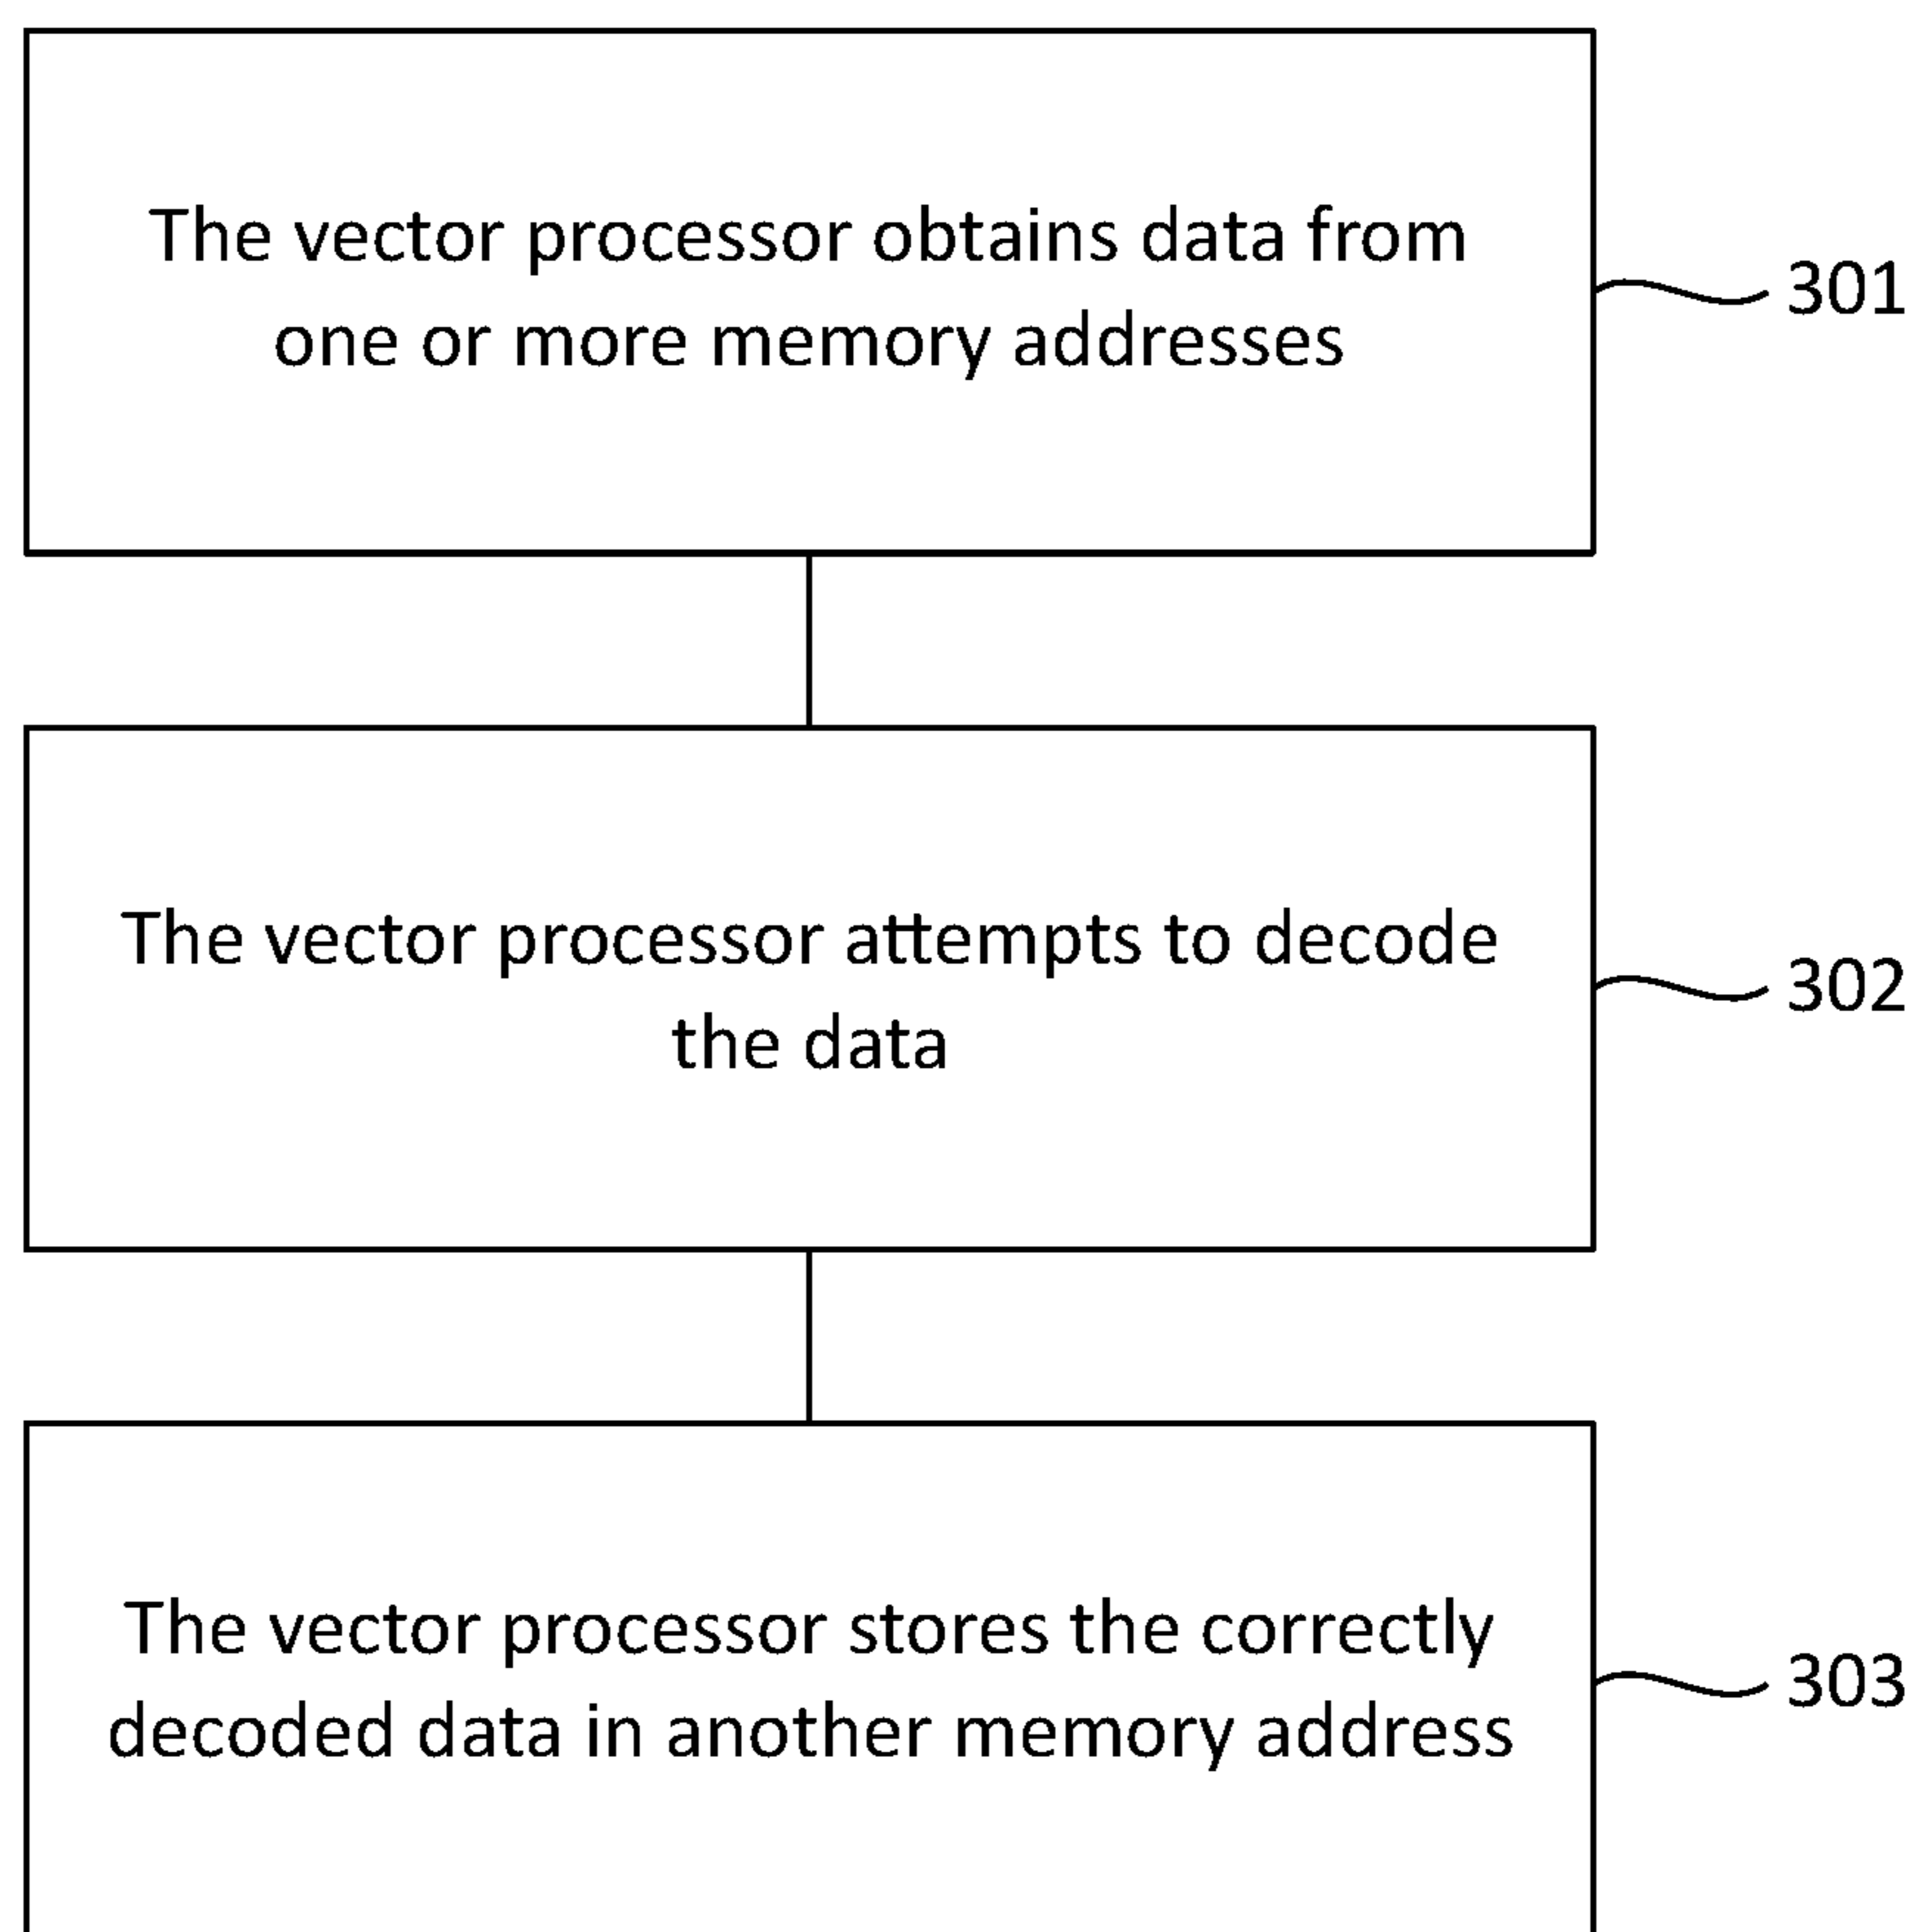 The vector processor obtains data from
one or more memory addresses
301
The vector processor attempts to decode
the data
302
The vector processor stores the correctly
decoded data in another memory address
303